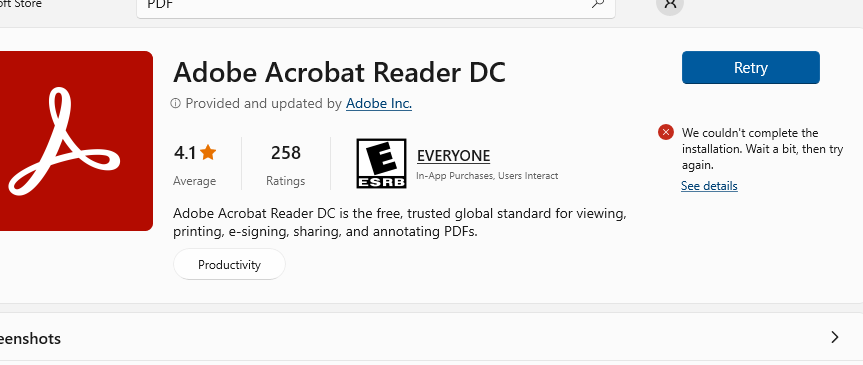 oft Store
PDF
Adobe Acrobat Reader DC
Provided and updated by Adobe Inc.
Retry
We couldn't complete the
installation. Wait a bit, then try
again.
See details
4.1
258
E
ESRB
EVERYONE
Average
Ratings
In-App Purchases, Users Interact
Adobe Acrobat Reader DC is the free, trusted global standard for viewing,
printing, e-signing, sharing, and annotating PDFs.
Productivity
eenshots